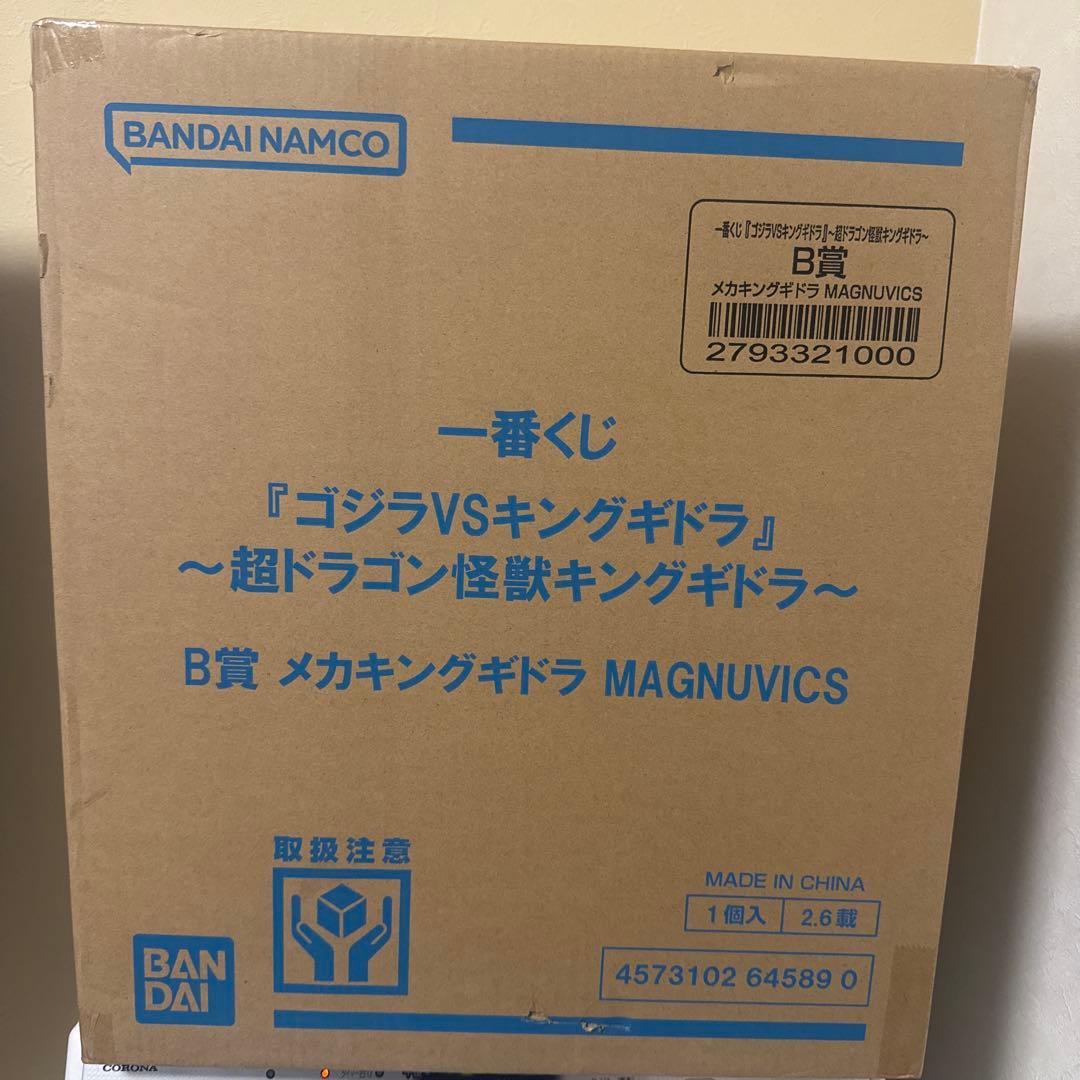 BANDAI NAMCO
一番くじ『ゴジラVSキングギドラ』~超ドラゴン怪獣キングギドラ~
B賞
メカキングギドラ MAGNUVICS
2793321000
一番くじ
『ゴジラVSキングギドラ』
~超ドラゴン怪獣キングギドラ~
B賞 メカキングギドラ MAGNUVICS
取扱注意
MADE IN CHINA
1個入 2.6載
BAN
DAI
4573102 64589 0
CORONA